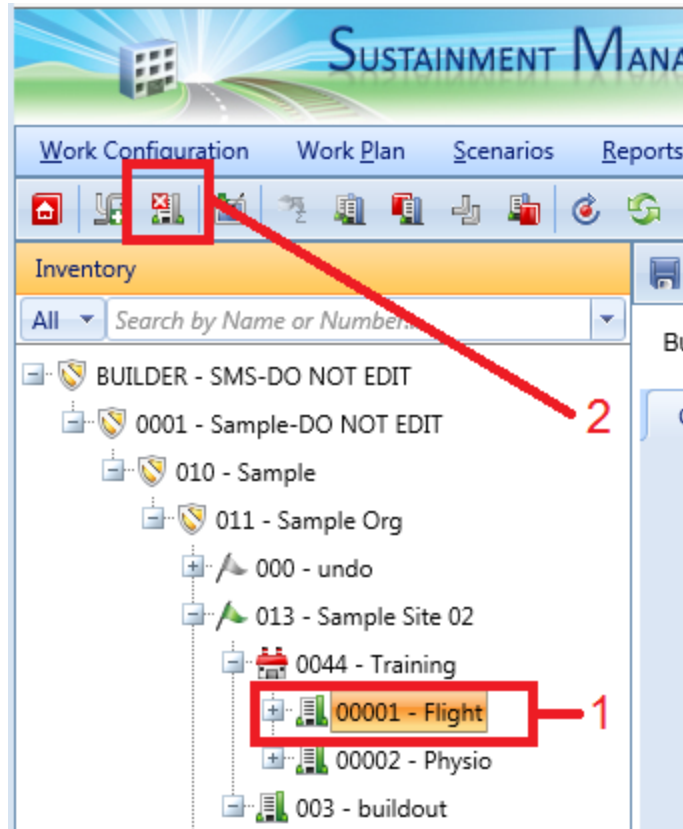 SUSTAINMENT MANA
Work Configuration Work Plan Scenarios Reports
Inventory
All Search by Name or Number...
Bu
BUILDER - SMS-DO NOT EDIT
2
0001 - Sample-DO NOT EDIT
010 - Sample
011 - Sample Org
000 - undo
013 - Sample Site 02
0044 - Training
00001 - Flight
1
00002 - Physio
003 - buildout